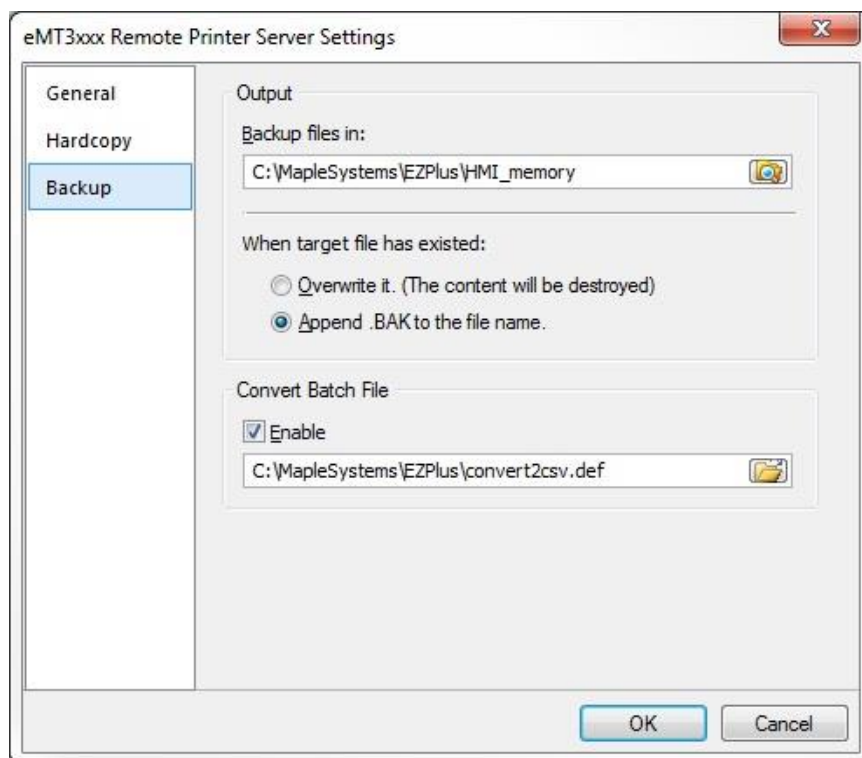 eMT3xxx Remote Printer Server Settings
General
Hardcopy
Backup
Output
Backup files in:
C:\MapleSystems\EZPlus\HMI_memory
When target file has existed:
Overwrite it. (The content will be destroyed)
Append .BAK to the file name.
Convert Batch File
Enable
C:\MapleSystems\EZPlus\convert2csv.def
OK
Cancel